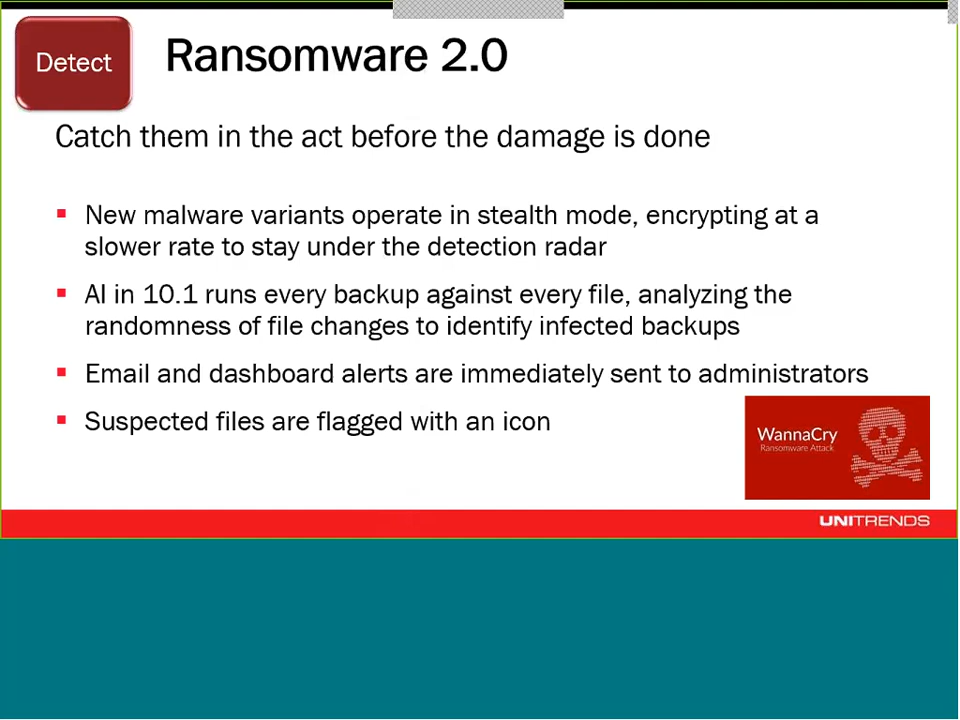 Detect
Ransomware 2.0
Catch them in the act before the damage is done
New malware variants operate in stealth mode, encrypting at a
slower rate to stay under the detection radar
AI in 10.1 runs every backup against every file, analyzing the
randomness of file changes to identify infected backups
Email and dashboard alerts are immediately sent to administrators
Suspected files are flagged with an icon
WannaCry
Ransomware Attack
UNITRENDS